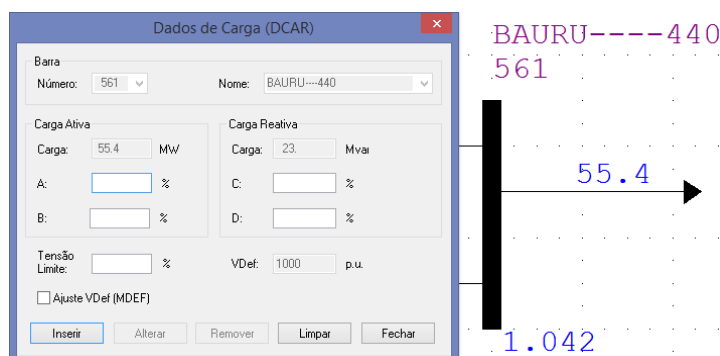 Dados de Carga (DCAR)
×
Barra
Número: 561 Nome: BAURU----440
Carga Ativa
Carga: 55.4 MW
A: %
B: %
Carga Reativa
Carga: 23. Mvar
C: %
D: %
Tensão Limite: % VDef: 1000 p.u.
Ajuste VDef (MDEF)
Inserir Alterar Remover Limpar Fechar
BAURU----440
561
55.4
1.042